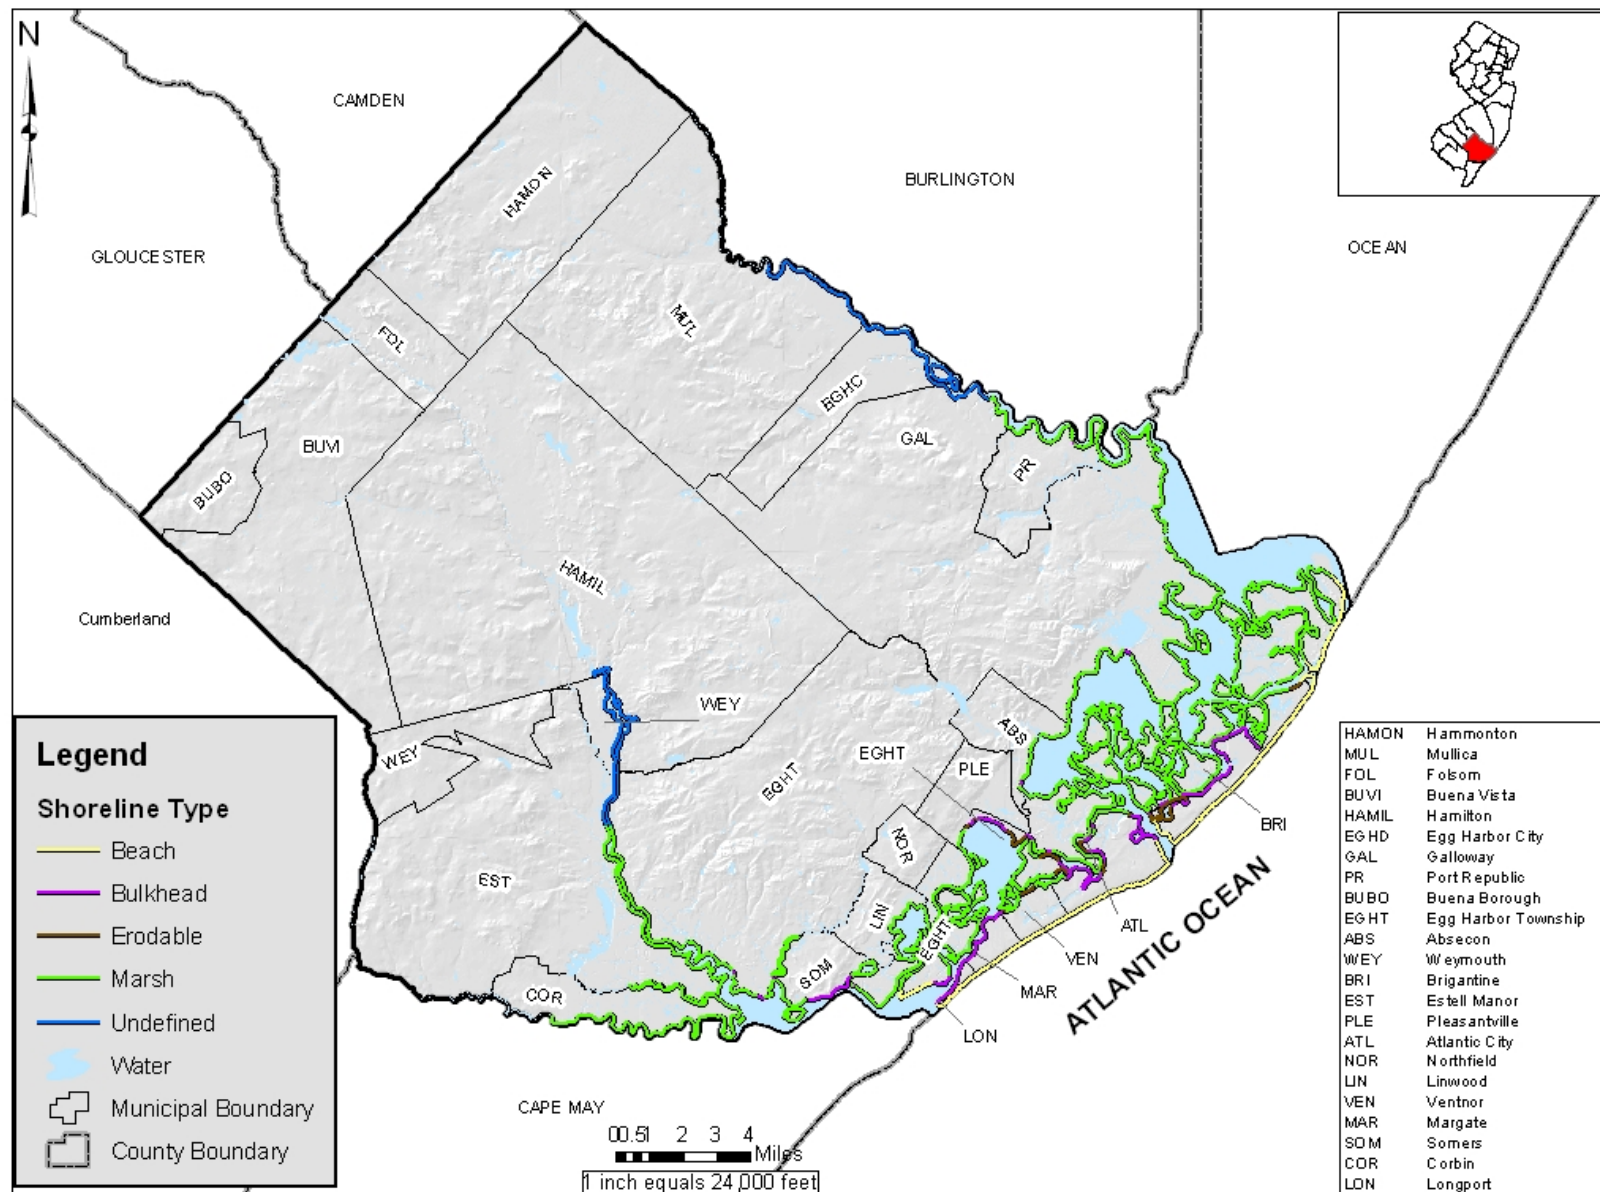 N
CAMDEN
BURLINGTON
GLOUCESTER
OCEAN
HAMON
MUL
FOL
EGHC
GAL
BUVI
BUBO
PR
HAMIL
Cumberland
WEY
WEY
ABS
EGHT
PLE
EGHT
NOR
BRI
EST
LIN
EGHT
ATL
VEN
SOM
MAR
COR
LON
ATLANTIC OCEAN
CAPE MAY
Legend
Shoreline Type
Beach
Bulkhead
Erodable
Marsh
Undefined
Water
Municipal Boundary
County Boundary
00.51 2 3 4
Miles
1 inch equals 24,000 feet
HAMON Hammonton
MUL Mullica
FOL Folsom
BUVI Buena Vista
HAMIL Hamilton
EGHD Egg Harbor City
GAL Galloway
PR Port Republic
BUBO Buena Borough
EGHT Egg Harbor Township
ABS Absecon
WEY Weymouth
BRI Brigantine
EST Estell Manor
PLE Pleasantville
ATL Atlantic City
NOR Northfield
LIN Linwood
VEN Ventnor
MAR Margate
SOM Somers
COR Corbin
LON Longport